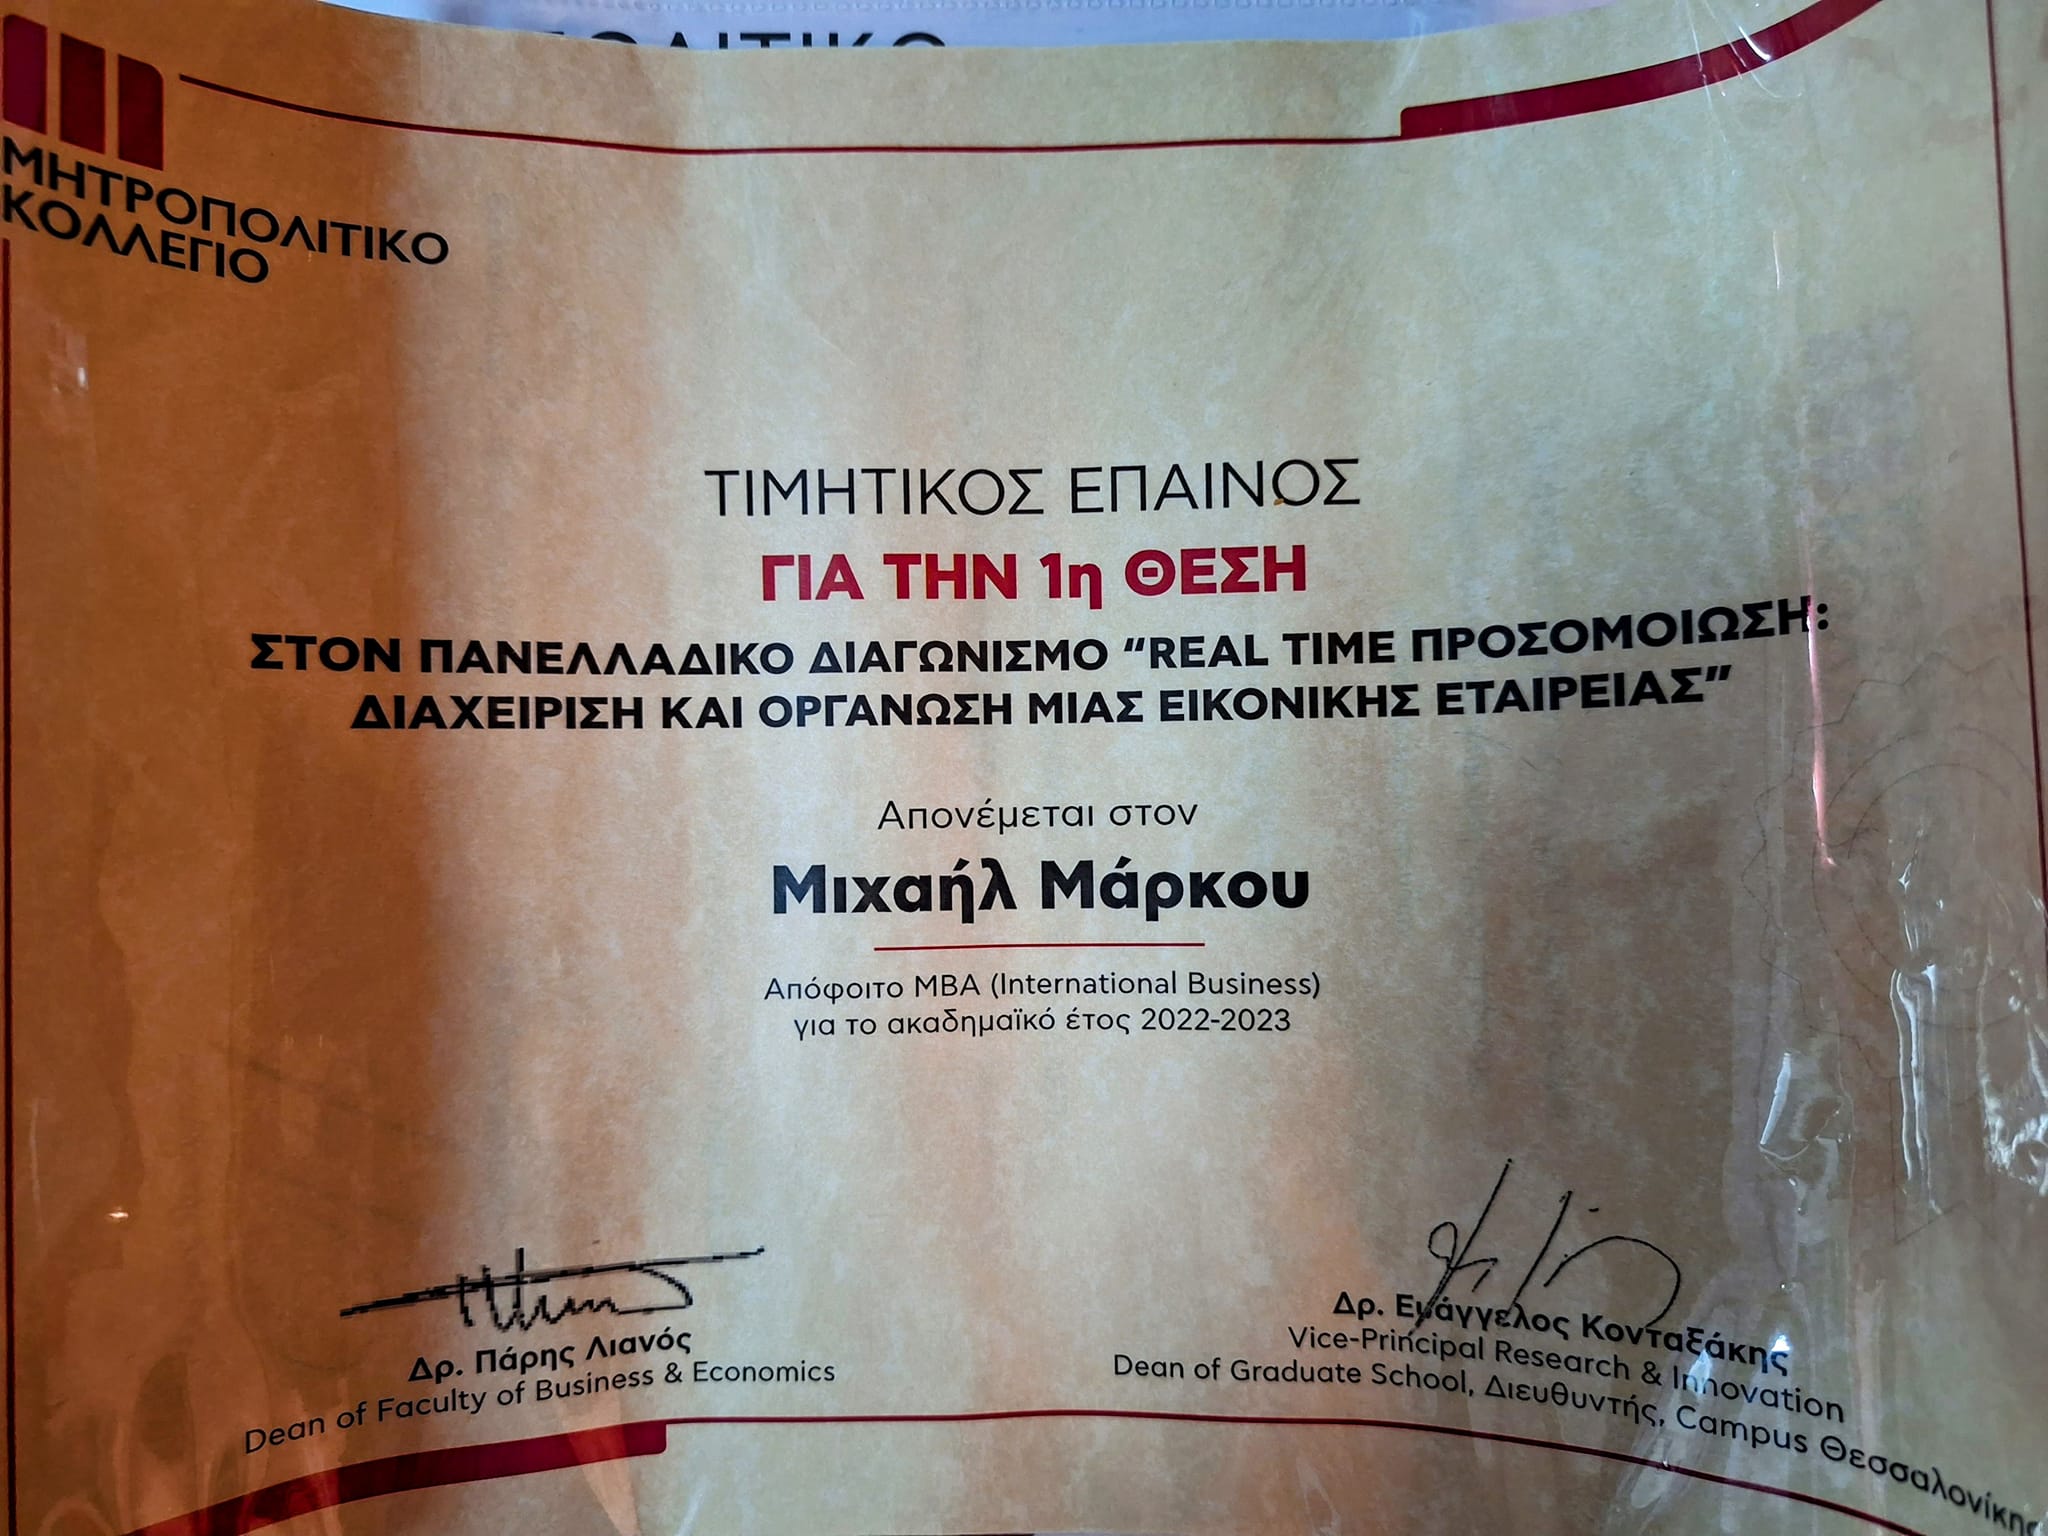 ΜΗΤΡΟΠΟΛΙΤΙΚΟ
ΚΟΛΛΕΓΙΟ
ΤΙΜΗΤΙΚΟΣ ΕΠΑΙΝΟΣ
ΓΙΑ ΤΗΝ 1η ΘΕΣΗ
ΣΤΟΝ ΠΑΝΕΛΛΑΔΙΚΟ ΔΙΑΓΩΝΙΣΜΟ “REAL TIME ΠΡΟΣΟΜΟΙΩΣΗ:
ΔΙΑΧΕΙΡΙΣΗ ΚΑΙ ΟΡΓΑΝΩΣΗ ΜΙΑΣ ΕΙΚΟΝΙΚΗΣ ΕΤΑΙΡΕΙΑΣ”
Απονέμεται στον
Μιχαήλ Μάρκου
Απόφοιτο MBA (International Business)
για το ακαδημαϊκό έτος 2022-2023
Δρ. Πάρης Λιανός
Dean of Faculty of Business & Economics
Δρ. Ευάγγελος Κονταξάκης
Vice-Principal Research & Innovation
Dean of Graduate School, Διευθυντής, Campus Θεσσαλονίκης